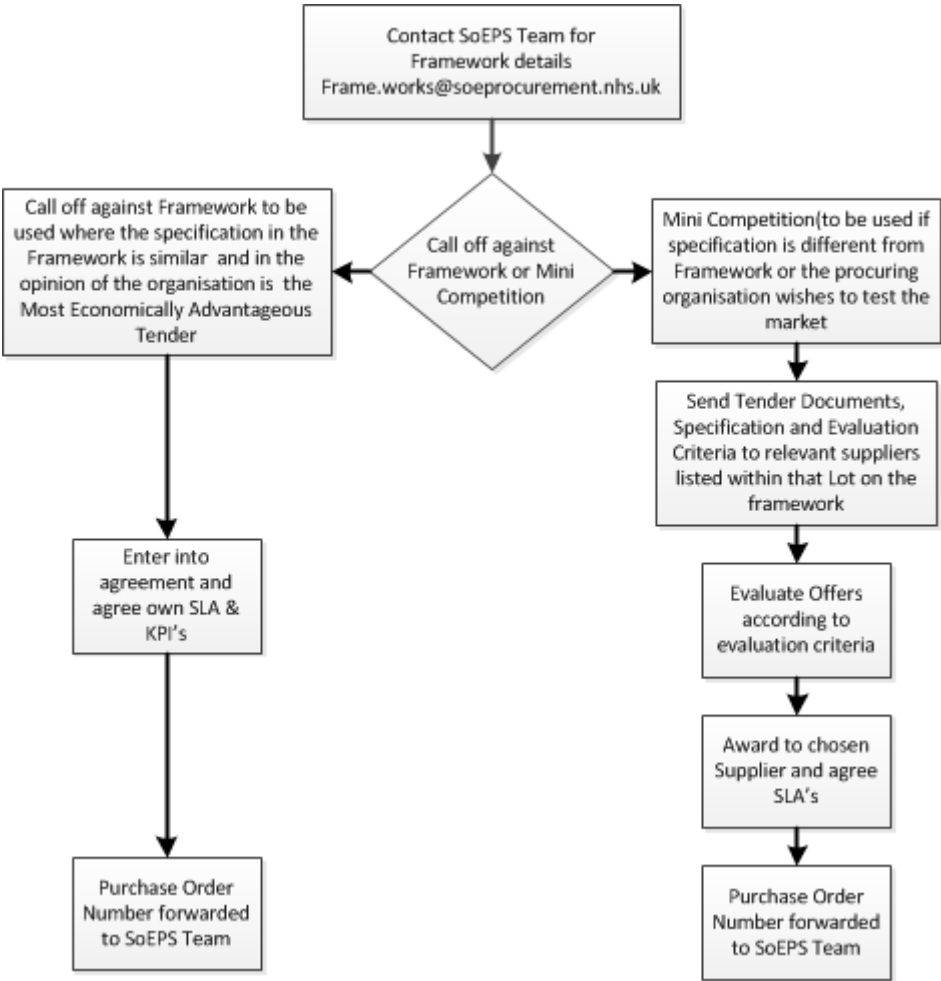 Contact SoEPS Team for
Framework details
Frame.works@soeprocurement.nhs.uk
Call off against
Framework or Mini
Competition
Call off against Framework to be
used where the specification in the
Framework is similar and in the
opinion of the organisation is the
Most Economically Advantageous
Tender
Enter into
agreement and
agree own SLA &
KPI's
Purchase Order
Number forwarded
to SoEPS Team
Mini Competition(to be used if
specification is different from
Framework or the procuring
organisation wishes to test the
market
Send Tender Documents,
Specification and Evaluation
Criteria to relevant suppliers
listed within that Lot on the
framework
Evaluate Offers
according to
evaluation criteria
Award to chosen
Supplier and agree
SLA's
Purchase Order
Number forwarded
to SoEPS Team